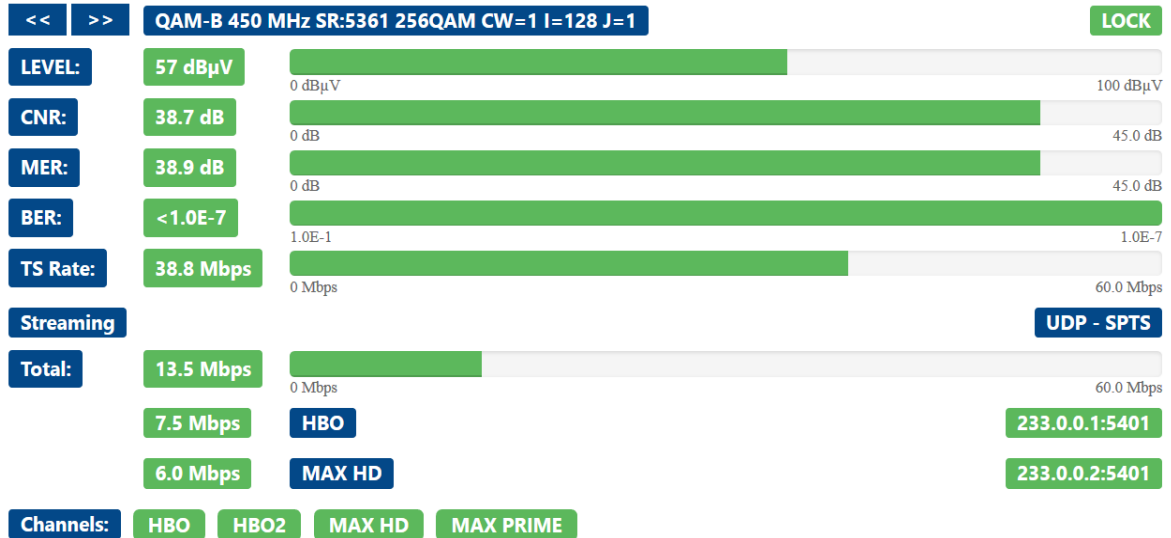 << >> QAM-B 450 MHz SR:5361 256QAM CW=1 I=128 J=1 LOCK
LEVEL: 57 dBµV
0 dBµV 100 dBµV
CNR: 38.7 dB
0 dB 45.0 dB
MER: 38.9 dB
0 dB 45.0 dB
BER: <1.0E-7
1.0E-1 1.0E-7
TS Rate: 38.8 Mbps
0 Mbps 60.0 Mbps
Streaming UDP - SPTS
Total: 13.5 Mbps
0 Mbps 60.0 Mbps
7.5 Mbps HBO 233.0.0.1:5401
6.0 Mbps MAX HD 233.0.0.2:5401
Channels: HBO HBO2 MAX HD MAX PRIME